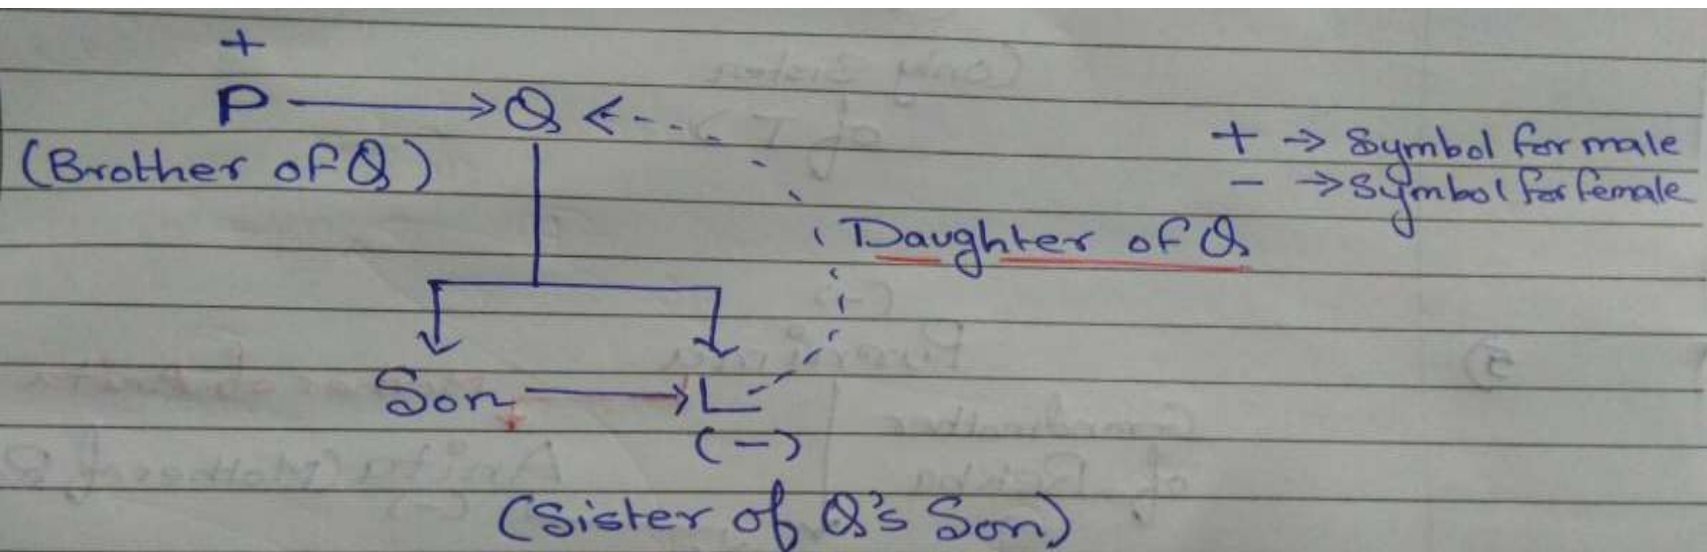 +
P → Q
(Brother of Q)
+ → Symbol for male
- → Symbol for female
Daughter of Q
Son → L
(-)
(Sister of Q's Son)